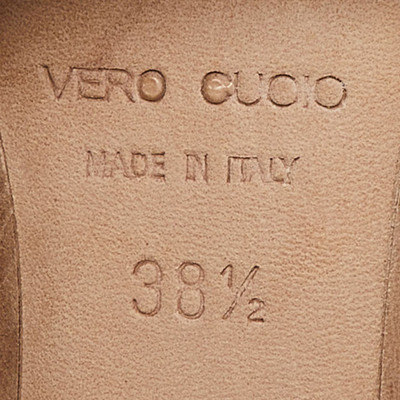 VERO CUOIO
MADE IN ITALY
38½